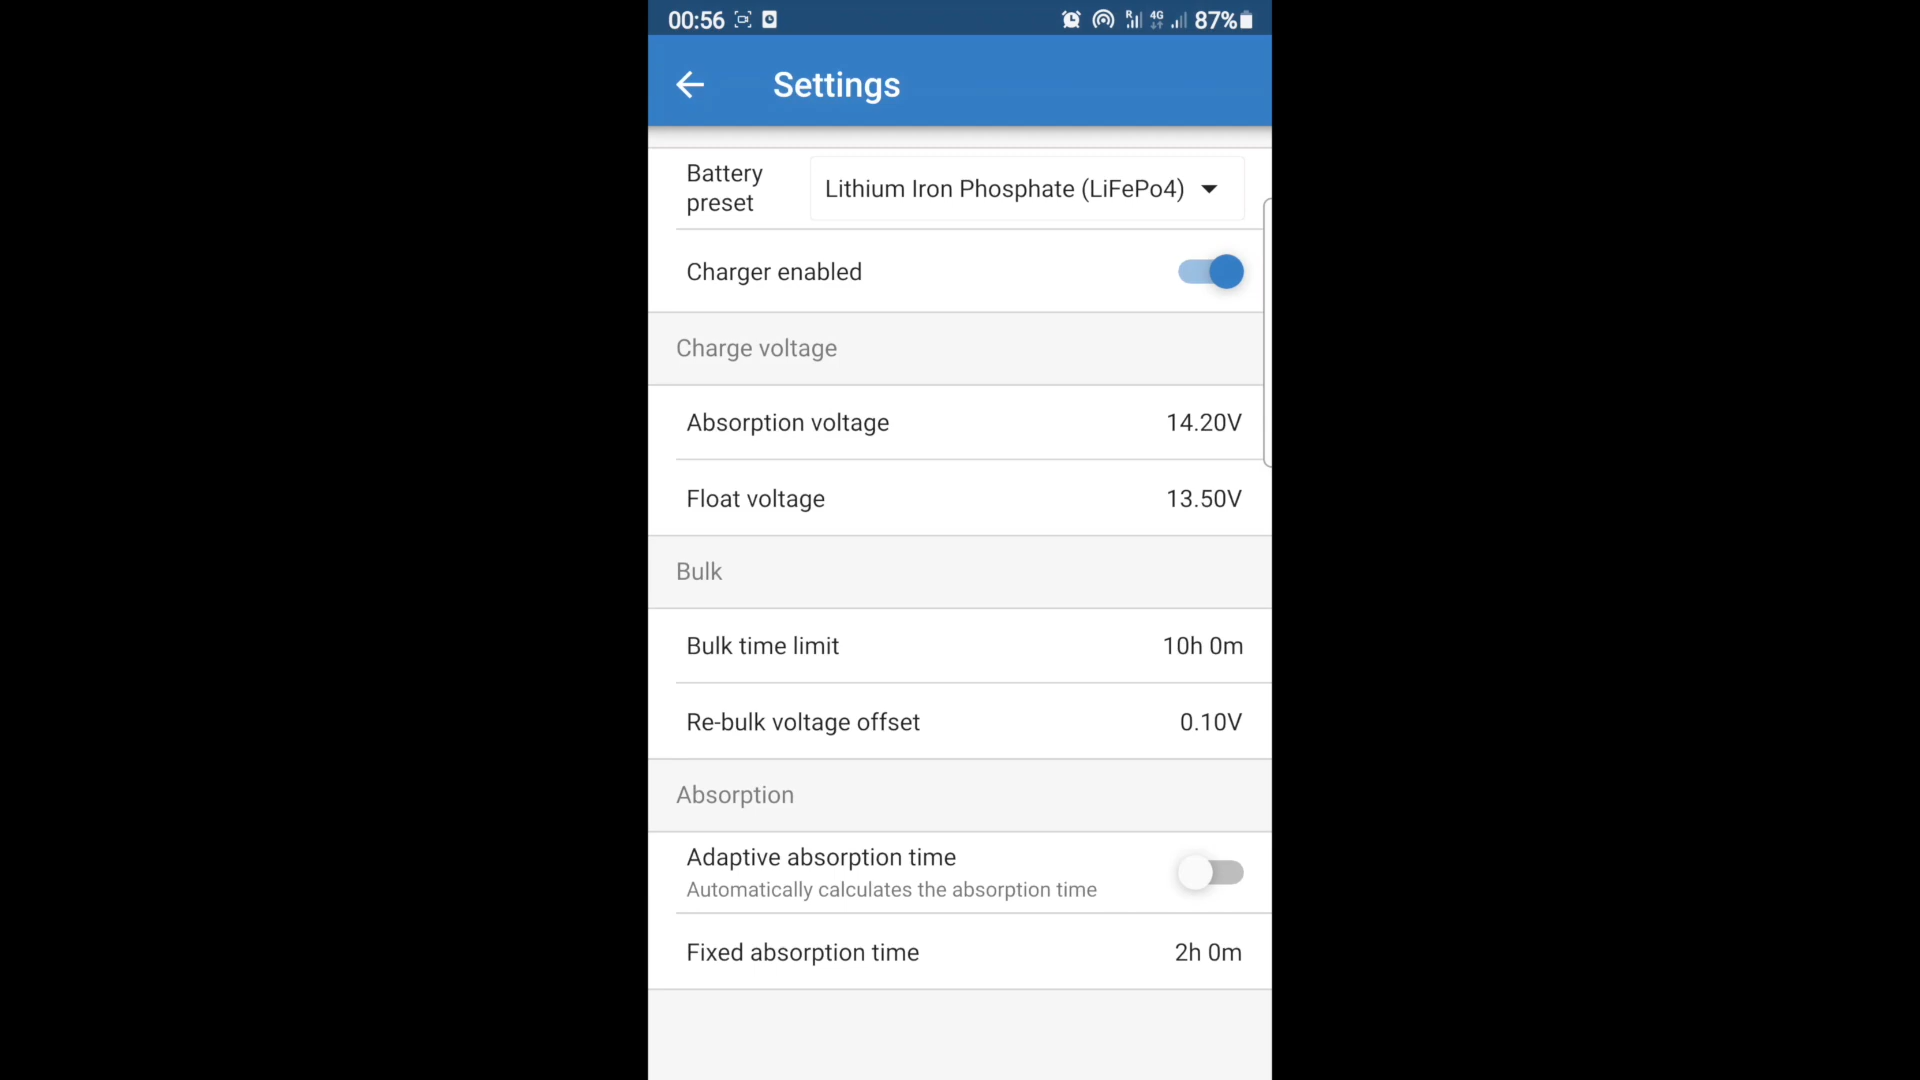 00:56 R 4G 87%
Settings
Battery
preset
Lithium Iron Phosphate (LiFePo4)
Charger enabled
Charge voltage
Absorption voltage 14.20V
Float voltage 13.50V
Bulk
Bulk time limit 10h 0m
Re-bulk voltage offset 0.10V
Absorption
Adaptive absorption time
Automatically calculates the absorption time
Fixed absorption time 2h 0m